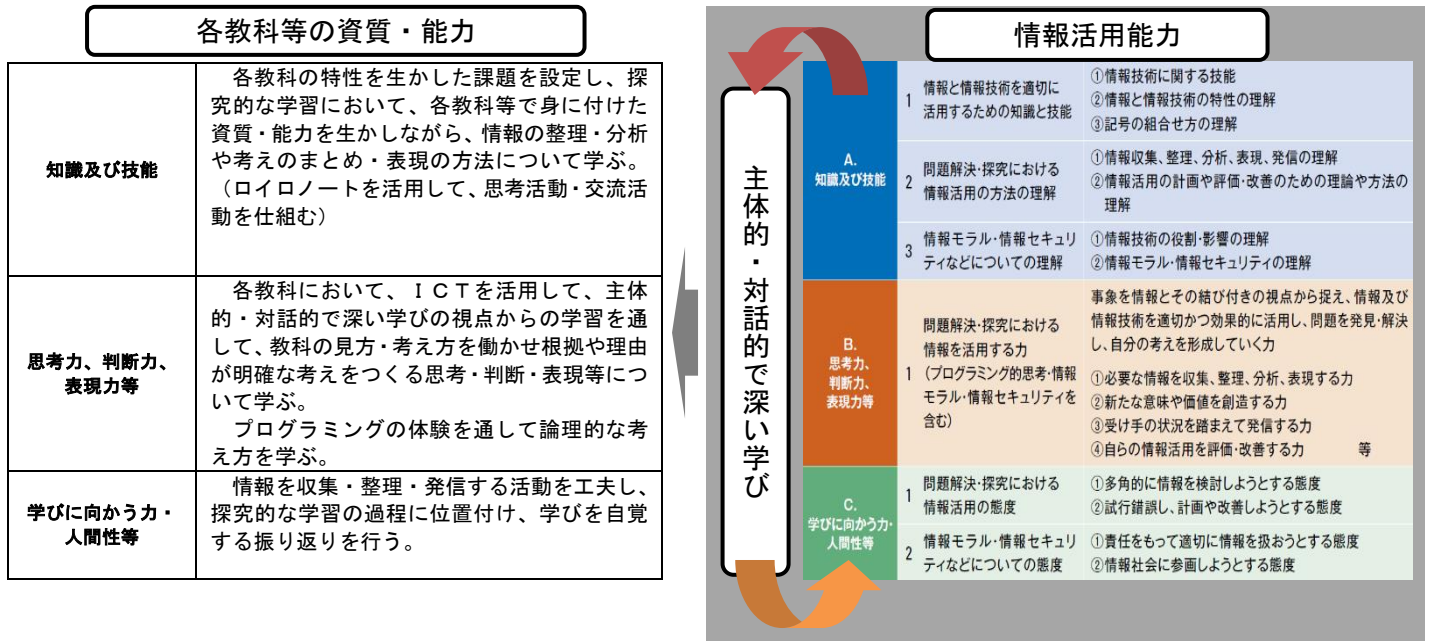 各教科等の資質・能力
知識及び技能
　各教科の特性を生かした課題を設定し、探
究的な学習において、各教科等で身に付けた
資質・能力を生かしながら、情報の整理・分析
や考えのまとめ・表現の方法について学ぶ。
（ロイロノートを活用して、思考活動・交流活
動を仕組む）
思考力、判断力、
表現力等
　各教科において、ＩＣＴを活用して、主体
的・対話的で深い学びの視点からの学習を通
して、教科の見方・考え方を働かせ根拠や理由
が明確な考えをつくる思考・判断・表現等につ
いて学ぶ。
　プログラミングの体験を通して論理的な考
え方を学ぶ。
学びに向かう力・
人間性等
　情報を収集・整理・発信する活動を工夫し、
探究的な学習の過程に位置付け、学びを自覚
する振り返りを行う。
主体的・対話的で深い学び
情報活用能力
A.
知識及び技能
1
情報と情報技術を適切に
活用するための知識と技能
①情報技術に関する技能
②情報と情報技術の特性の理解
③記号の組合せ方の理解
2
問題解決・探究における
情報活用の方法の理解
①情報収集、整理、分析、表現、発信の理解
②情報活用の計画や評価・改善のための理論や方法の
理解
3
情報モラル・情報セキュリ
ティなどについての理解
①情報技術の役割・影響の理解
②情報モラル・情報セキュリティの理解
B.
思考力、
判断力、
表現力等
1
問題解決・探究における
情報を活用する力
（プログラミング的思考・情報
モラル・情報セキュリティを
含む）
事象を情報とその結び付きの視点から捉え、情報及び
情報技術を適切かつ効果的に活用し、問題を発見・解決
し、自分の考えを形成していく力
①必要な情報を収集、整理、分析、表現する力
②新たな意味や価値を創造する力
③受け手の状況を踏まえて発信する力
④自らの情報活用を評価・改善する力　等
C.
学びに向かう力・
人間性等
1
問題解決・探究における
情報活用の態度
①多角的に情報を検討しようとする態度
②試行錯誤し、計画や改善しようとする態度
2
情報モラル・情報セキュリ
ティなどについての態度
①責任をもって適切に情報を扱おうとする態度
②情報社会に参画しようとする態度